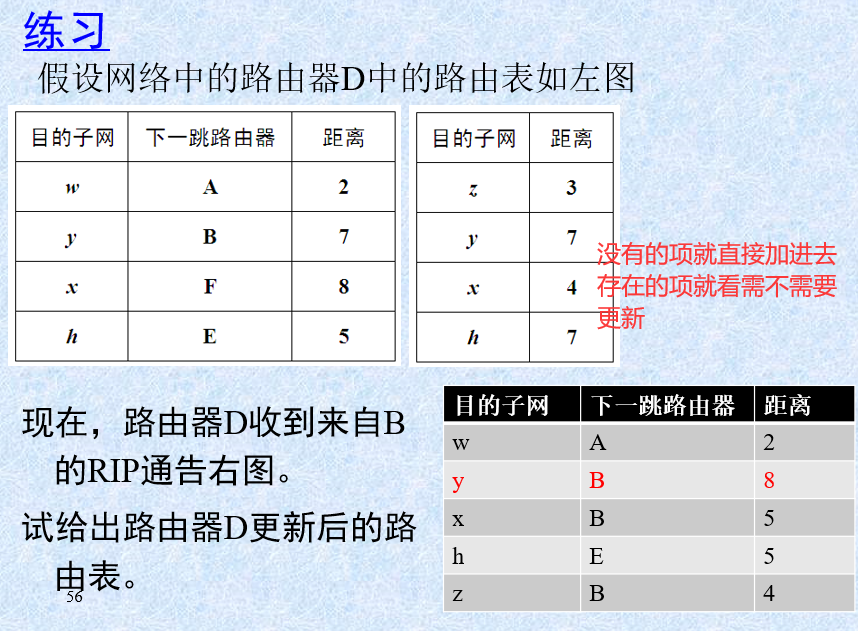 练习
假设网络中的路由器D中的路由表如左图
目的子网 下一跳路由器 距离
w A 2
y B 7
x F 8
h E 5
目的子网 距离
z 3
y 7
x 4
h 7
没有的项就直接加进去
存在的项就看需不需要
更新
现在，路由器D收到来自B
的RIP通告右图。
试给出路由器D更新后的路
由表。
56
目的子网 下一跳路由器 距离
w A 2
y B 8
x B 5
h E 5
z B 4